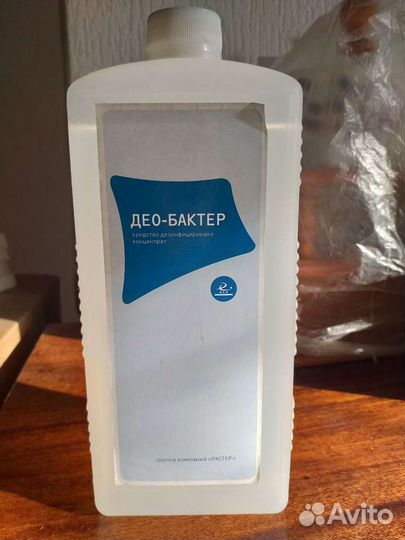 ДЕО-БАКТЕР
средство дезинфицирующее
концентрат
группа компаний «РАСТЕР»
Avito